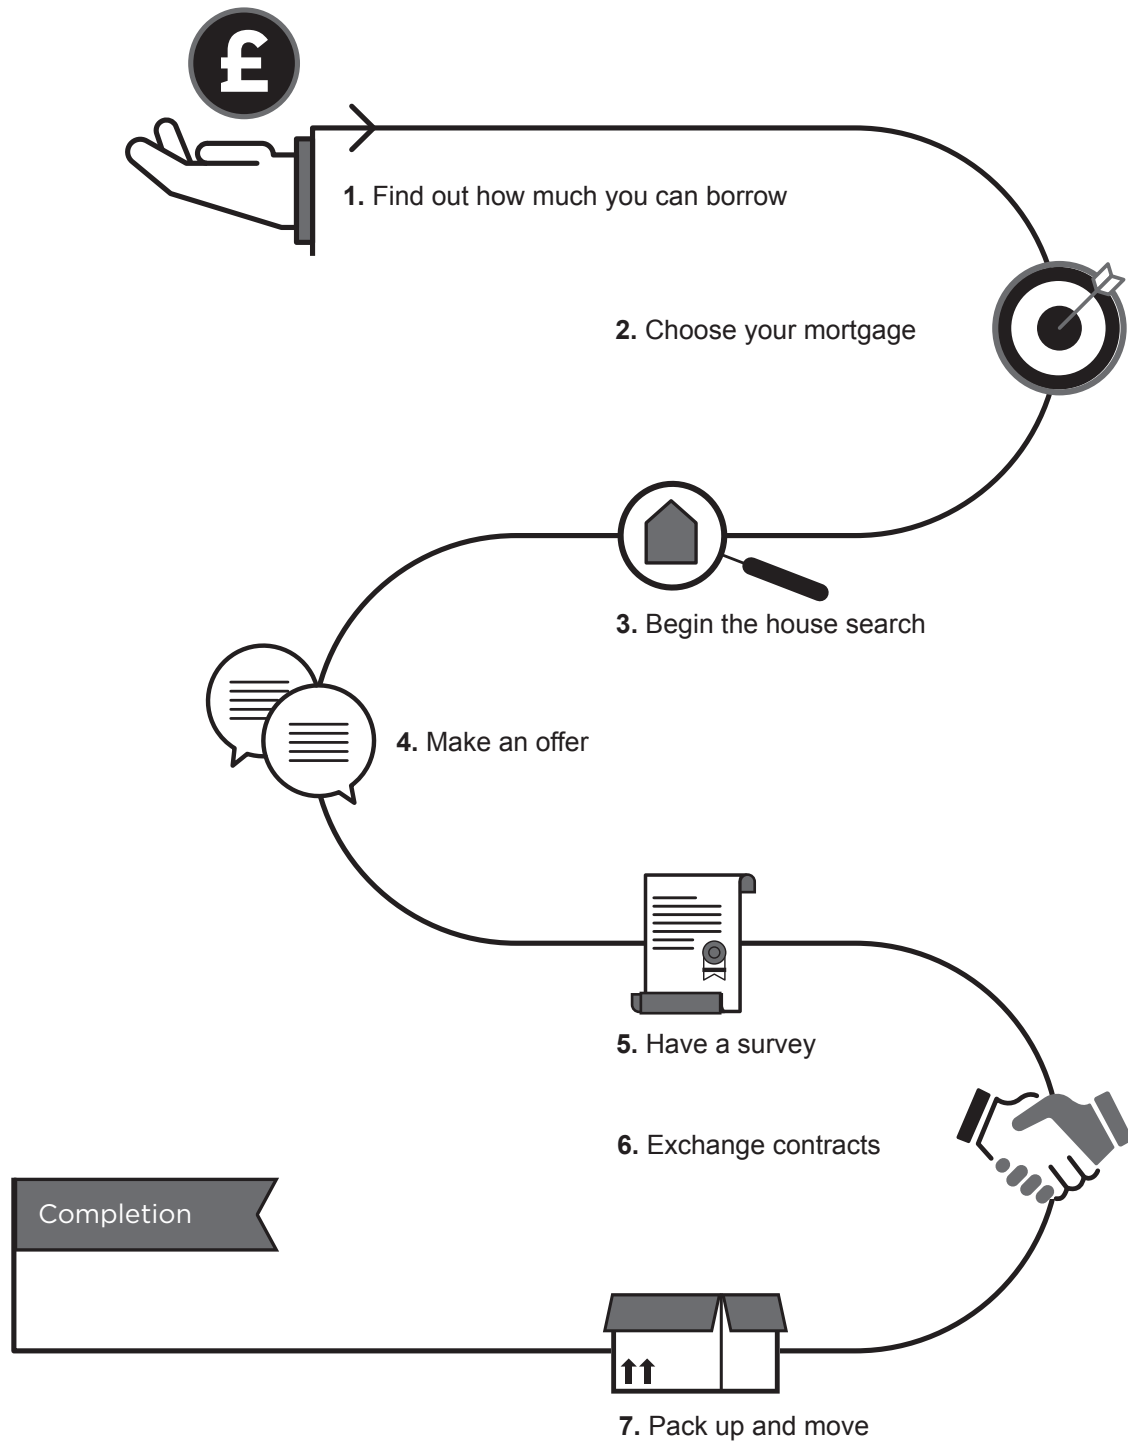 £
1. Find out how much you can borrow
2. Choose your mortgage
3. Begin the house search
4. Make an offer
5. Have a survey
6. Exchange contracts
Completion
7. Pack up and move